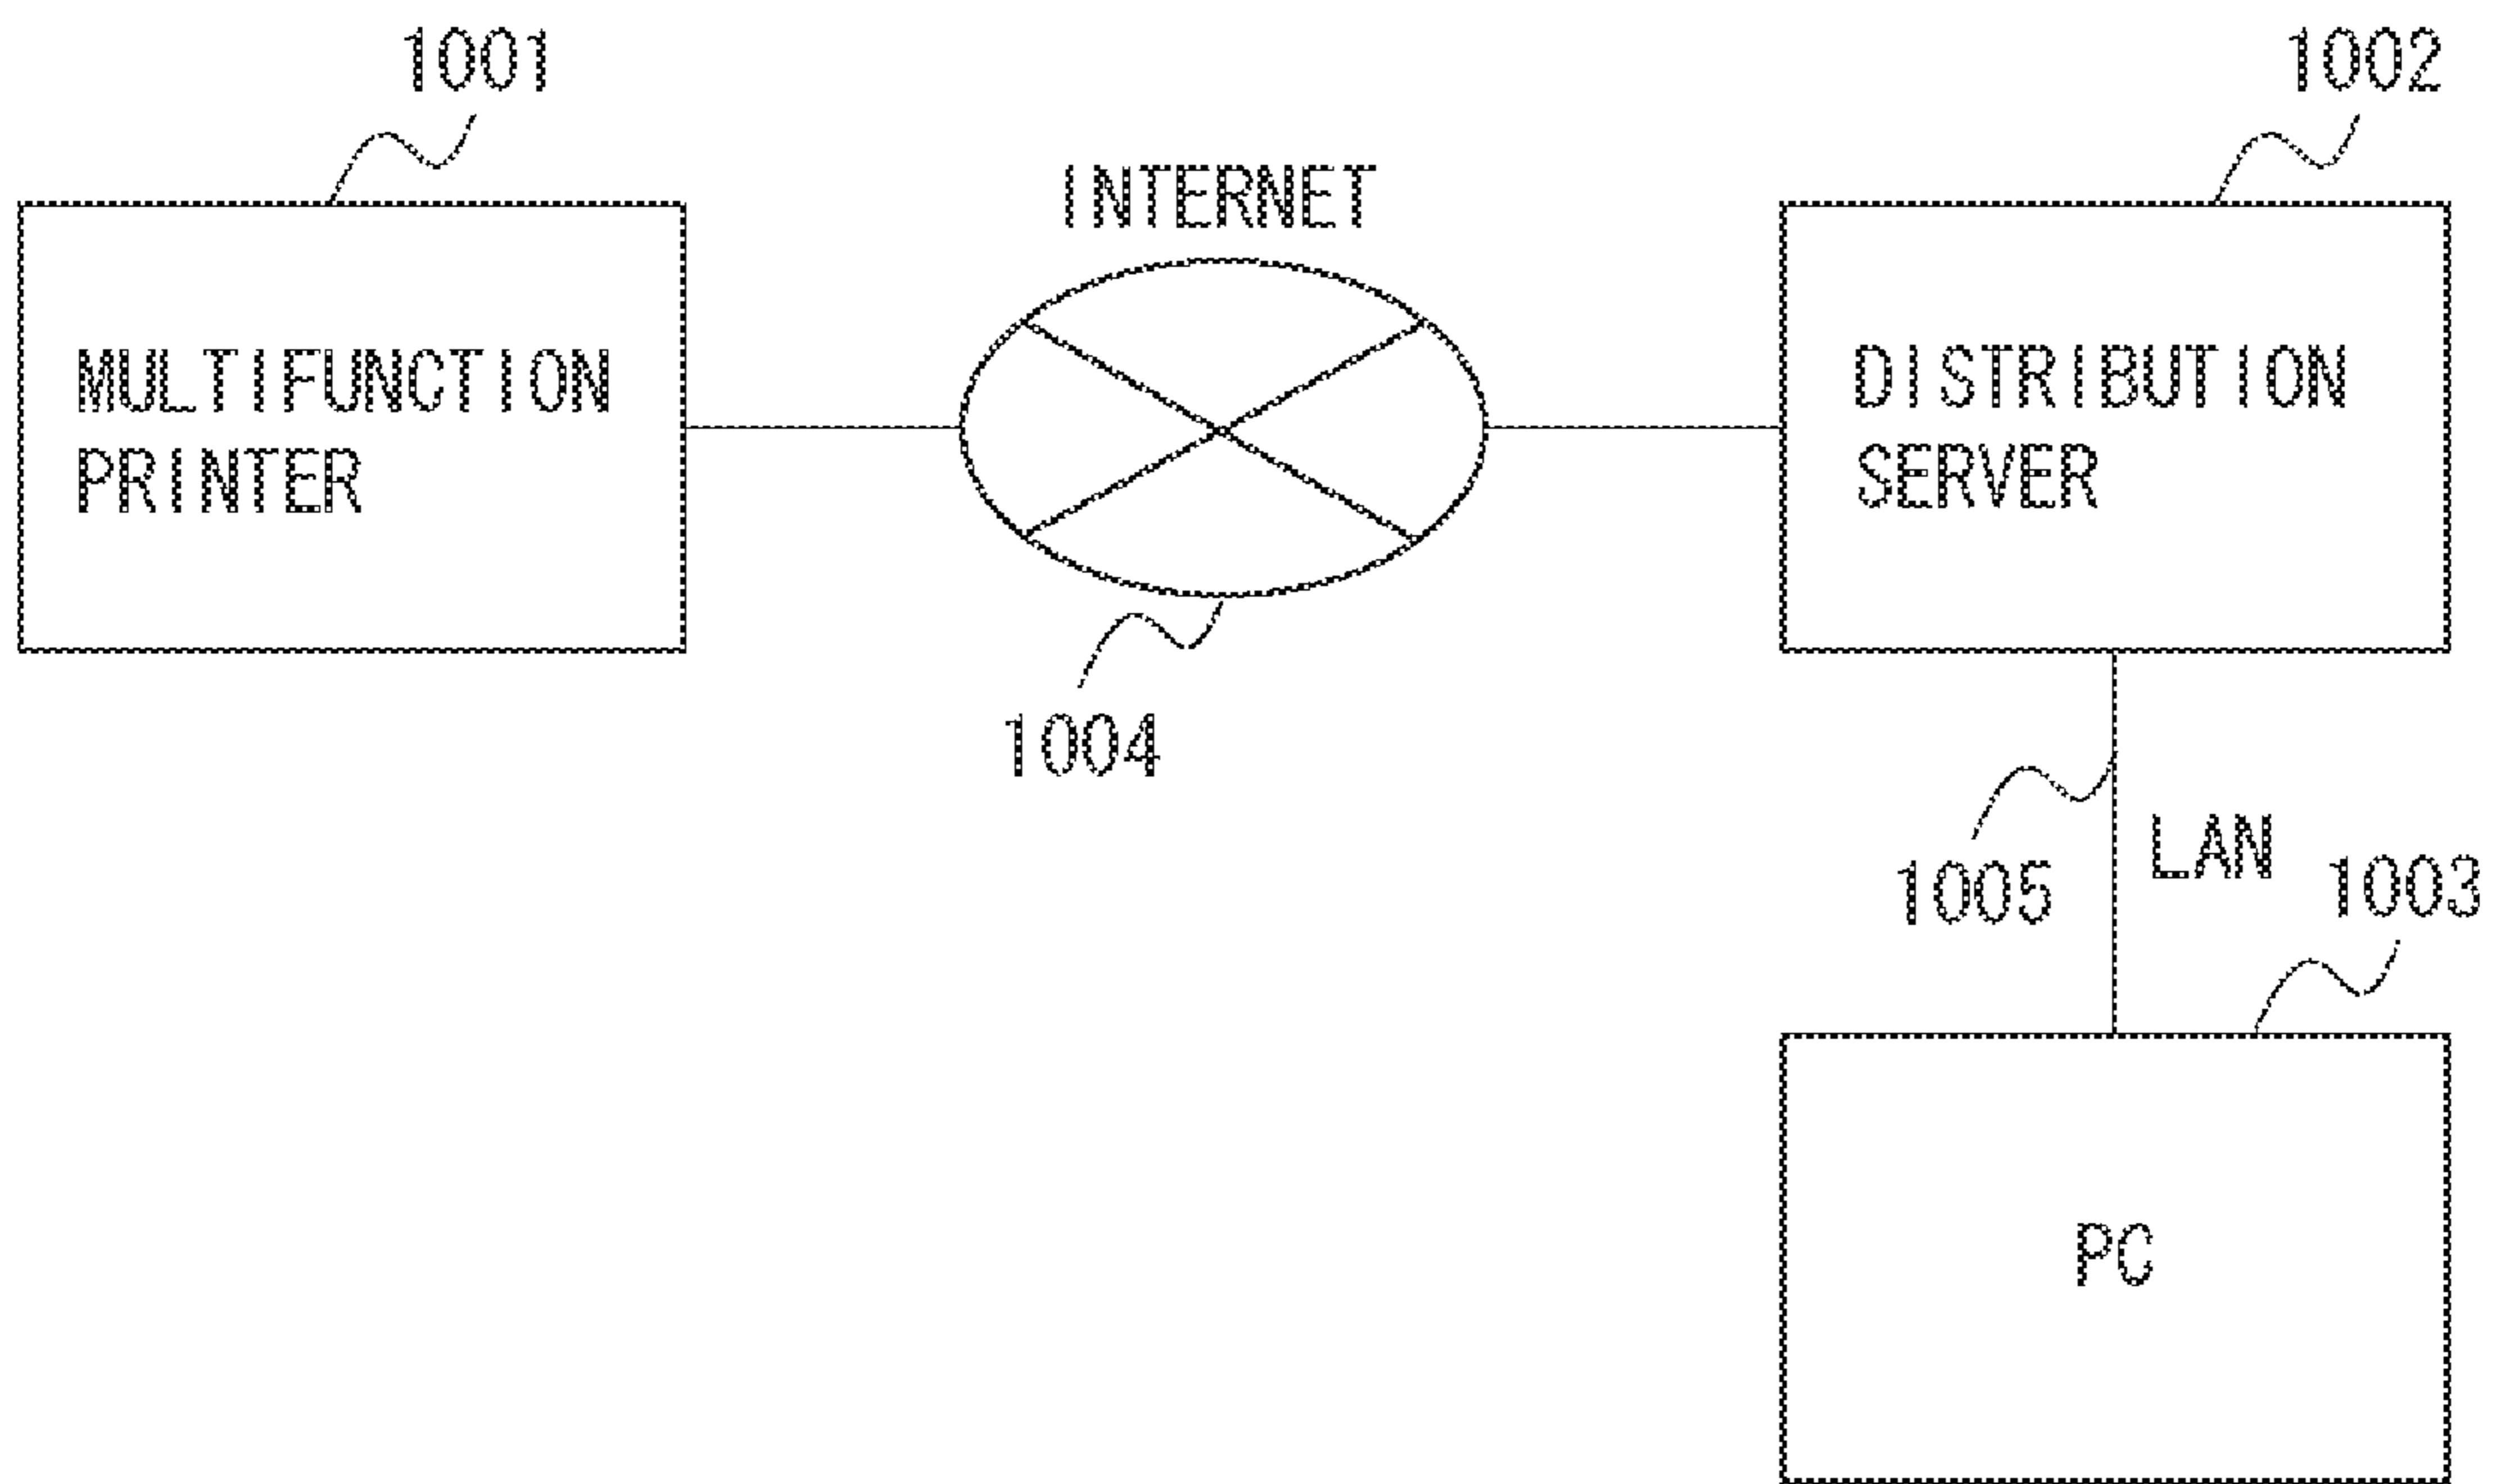 1001
1002
INTERNET
MULTIFUNCTION
PRINTER
DISTRIBUTION
SERVER
1004
LAN
1005
1003
PC